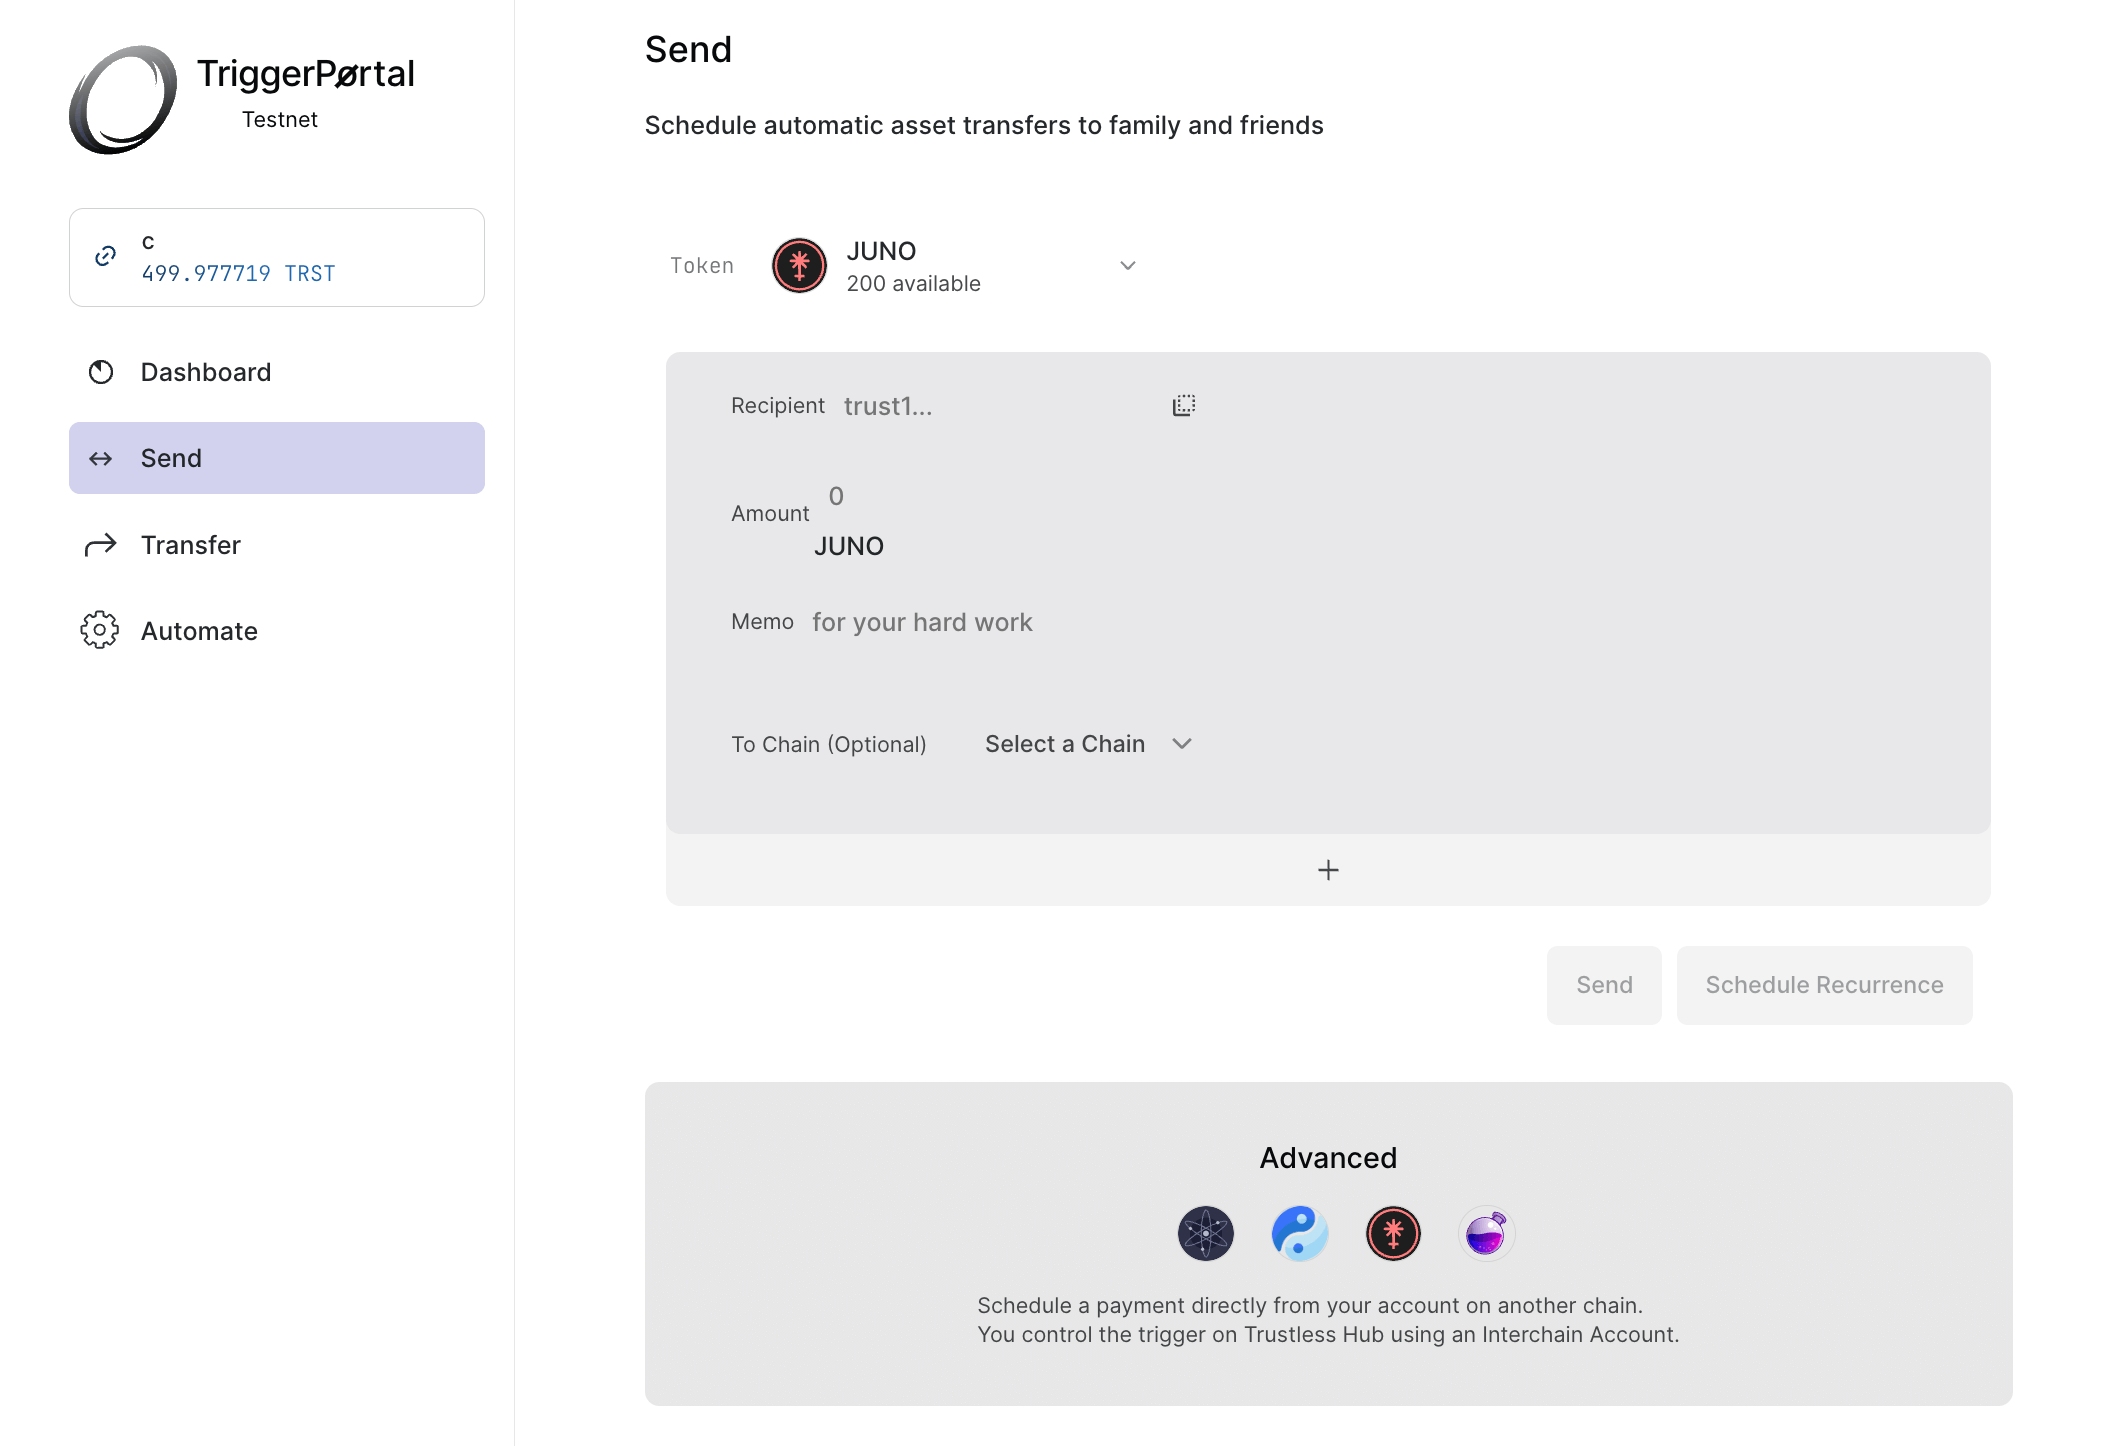 TriggerPørtal
Testnet
c
499.977719 TRST
Dashboard
Send
Transfer
Automate
Send
Schedule automatic asset transfers to family and friends
Token
JUNO
200 available
Recipient trust1...
Amount 0
JUNO
Memo for your hard work
To Chain (Optional) Select a Chain
+
Send Schedule Recurrence
Advanced
Schedule a payment directly from your account on another chain.
You control the trigger on Trustless Hub using an Interchain Account.